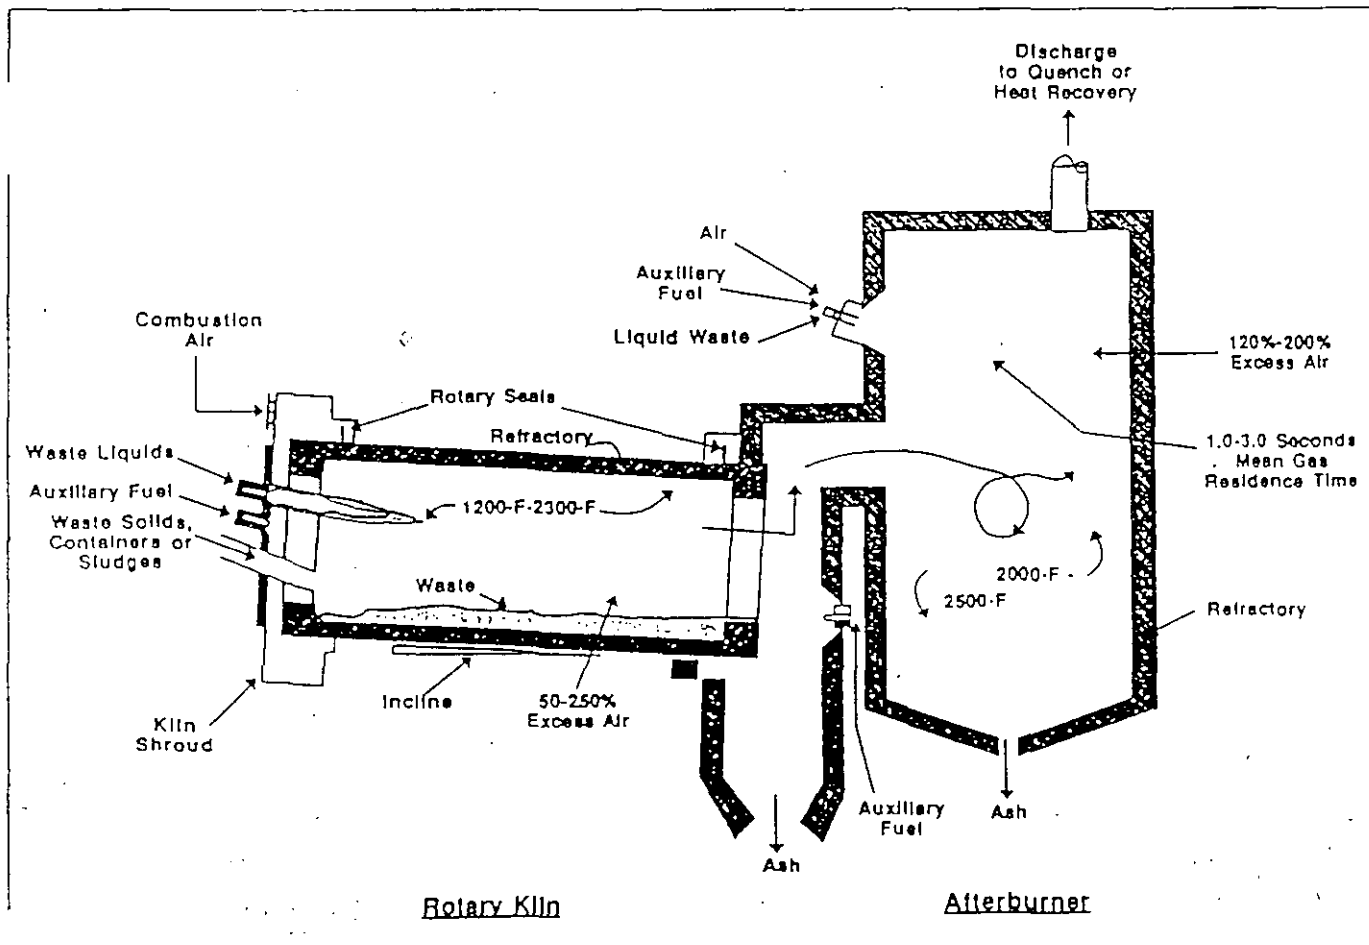 Discharge
to Quench or
Heat Recovery
Air
Auxiliary
Fuel
Liquid Waste
Combustion
Air
120%-200%
Excess Air
Rotary Seals
Refractory
Waste Liquids
Auxiliary Fuel
Waste Solids,
Containers or
Sludges
1200-F-2300-F
1.0-3.0 Seconds
Mean Gas
Residence Time
Waste
2000-F
2500-F
Refractory
Incline
50-250%
Excess Air
Kiln
Shroud
Auxiliary
Fuel
Ash
Ash
Rotary Kiln
Afterburner